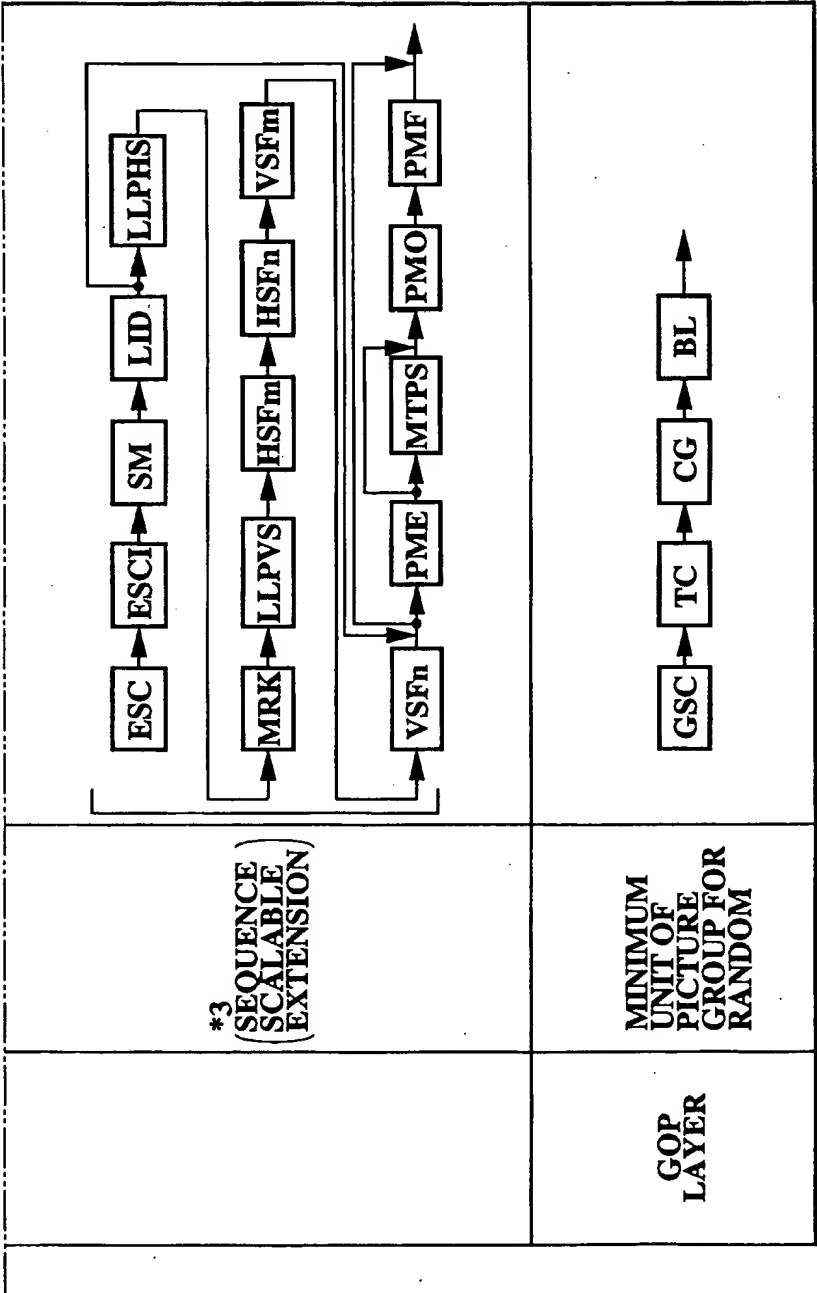 *3
(SEQUENCE
SCALABLE
EXTENSION)
ESC
ESCI
SM
LID
LLPHS
MRK
LLPVS
HSFm
HSFn
VSFm
VSFn
PME
MTPS
PMO
PMF
GOP
LAYER
MINIMUM
UNIT OF
PICTURE
GROUP FOR
RANDOM
GSC
TC
CG
BL